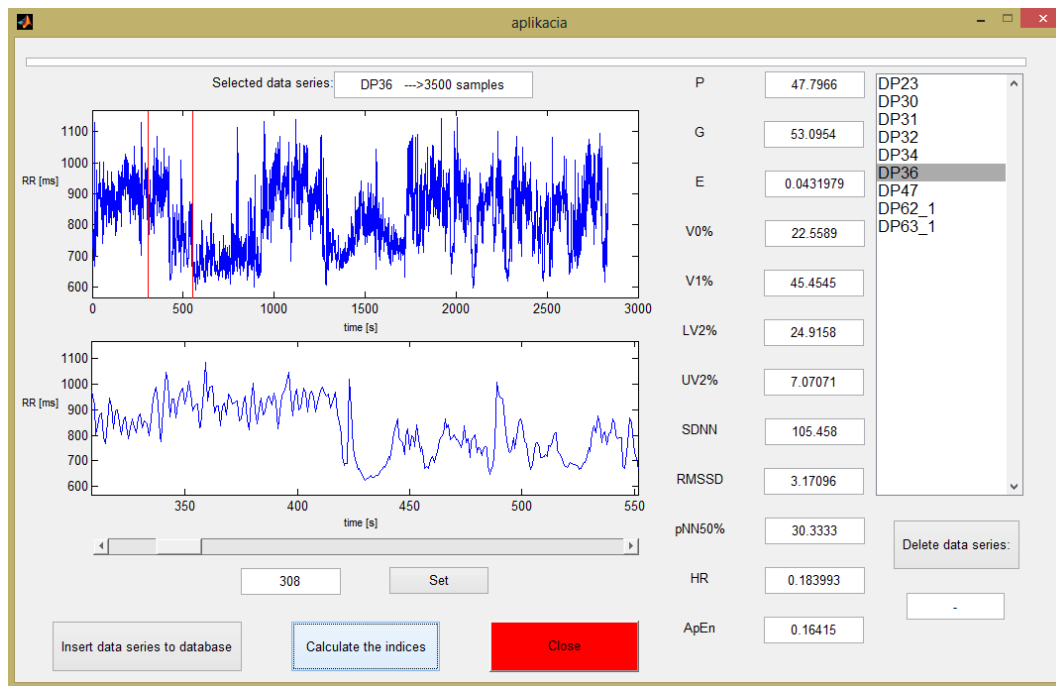 aplikacia
Selected data series:
DP36 --->3500 samples
1100
1000
900
800
700
600
RR [ms]
0
500
1000
1500
2000
2500
3000
time [s]
1100
1000
900
800
700
600
RR [ms]
350
400
450
500
550
time [s]
308
Set
Insert data series to database
Calculate the indices
Close
P
47.7966
G
53.0954
E
0.0431979
V0%
22.5589
V1%
45.4545
LV2%
24.9158
UV2%
7.07071
SDNN
105.458
RMSSD
3.17096
pNN50%
30.3333
HR
0.183993
ApEn
0.16415
DP23
DP30
DP31
DP32
DP34
DP36
DP47
DP62_1
DP63_1
Delete data series:
-